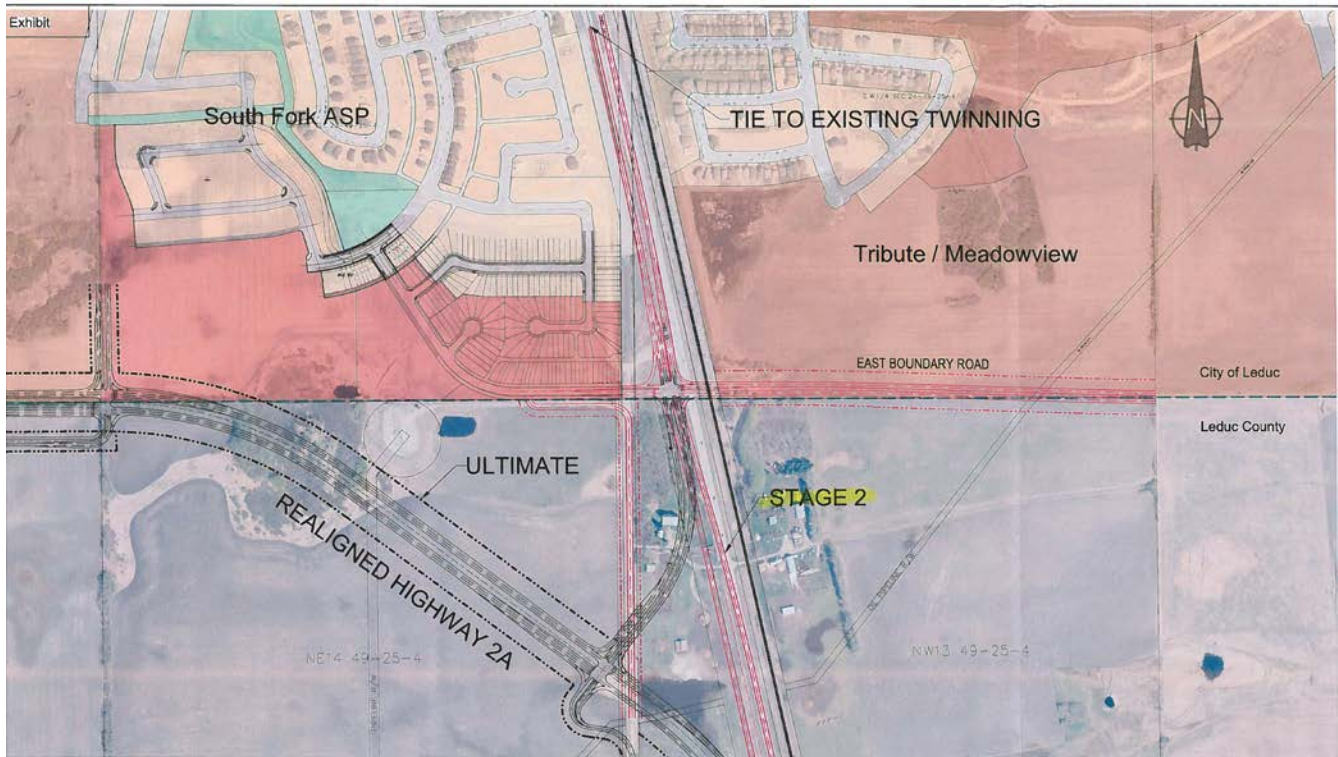 Exhibit
South Fork ASP
TIE TO EXISTING TWINNING
N
Tribute / Meadowview
EAST BOUNDARY ROAD
City of Leduc
Leduc County
ULTIMATE
STAGE 2
REALIGNED HIGHWAY 2A
NE14 49-25-4
NW13 49-25-4